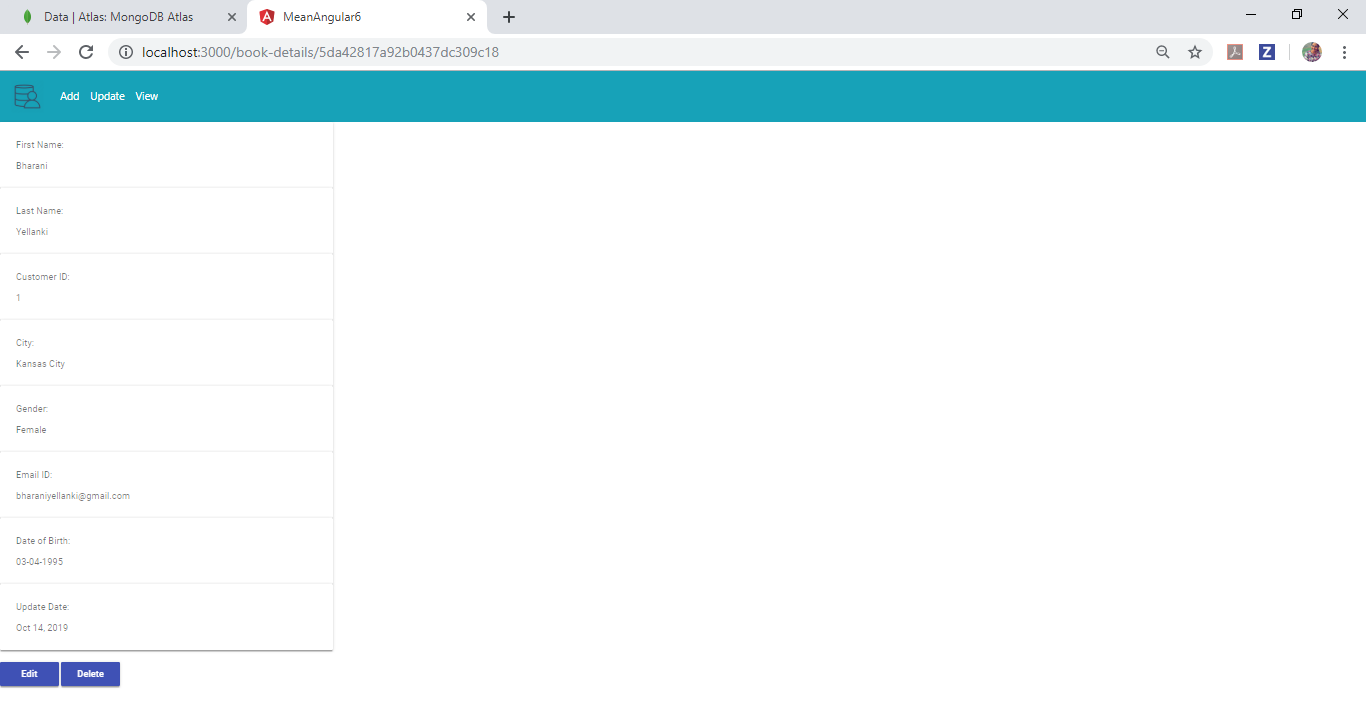 Data | Atlas: MongoDB Atlas
MeanAngular6
localhost:3000/book-details/5da42817a92b0437dc309c18
Z
Add Update View
First Name:
Bharani
Last Name:
Yellanki
Customer ID:
1
City:
Kansas City
Gender:
Female
Email ID:
bharaniyellanki@gmail.com
Date of Birth:
03-04-1995
Update Date:
Oct 14, 2019
Edit Delete